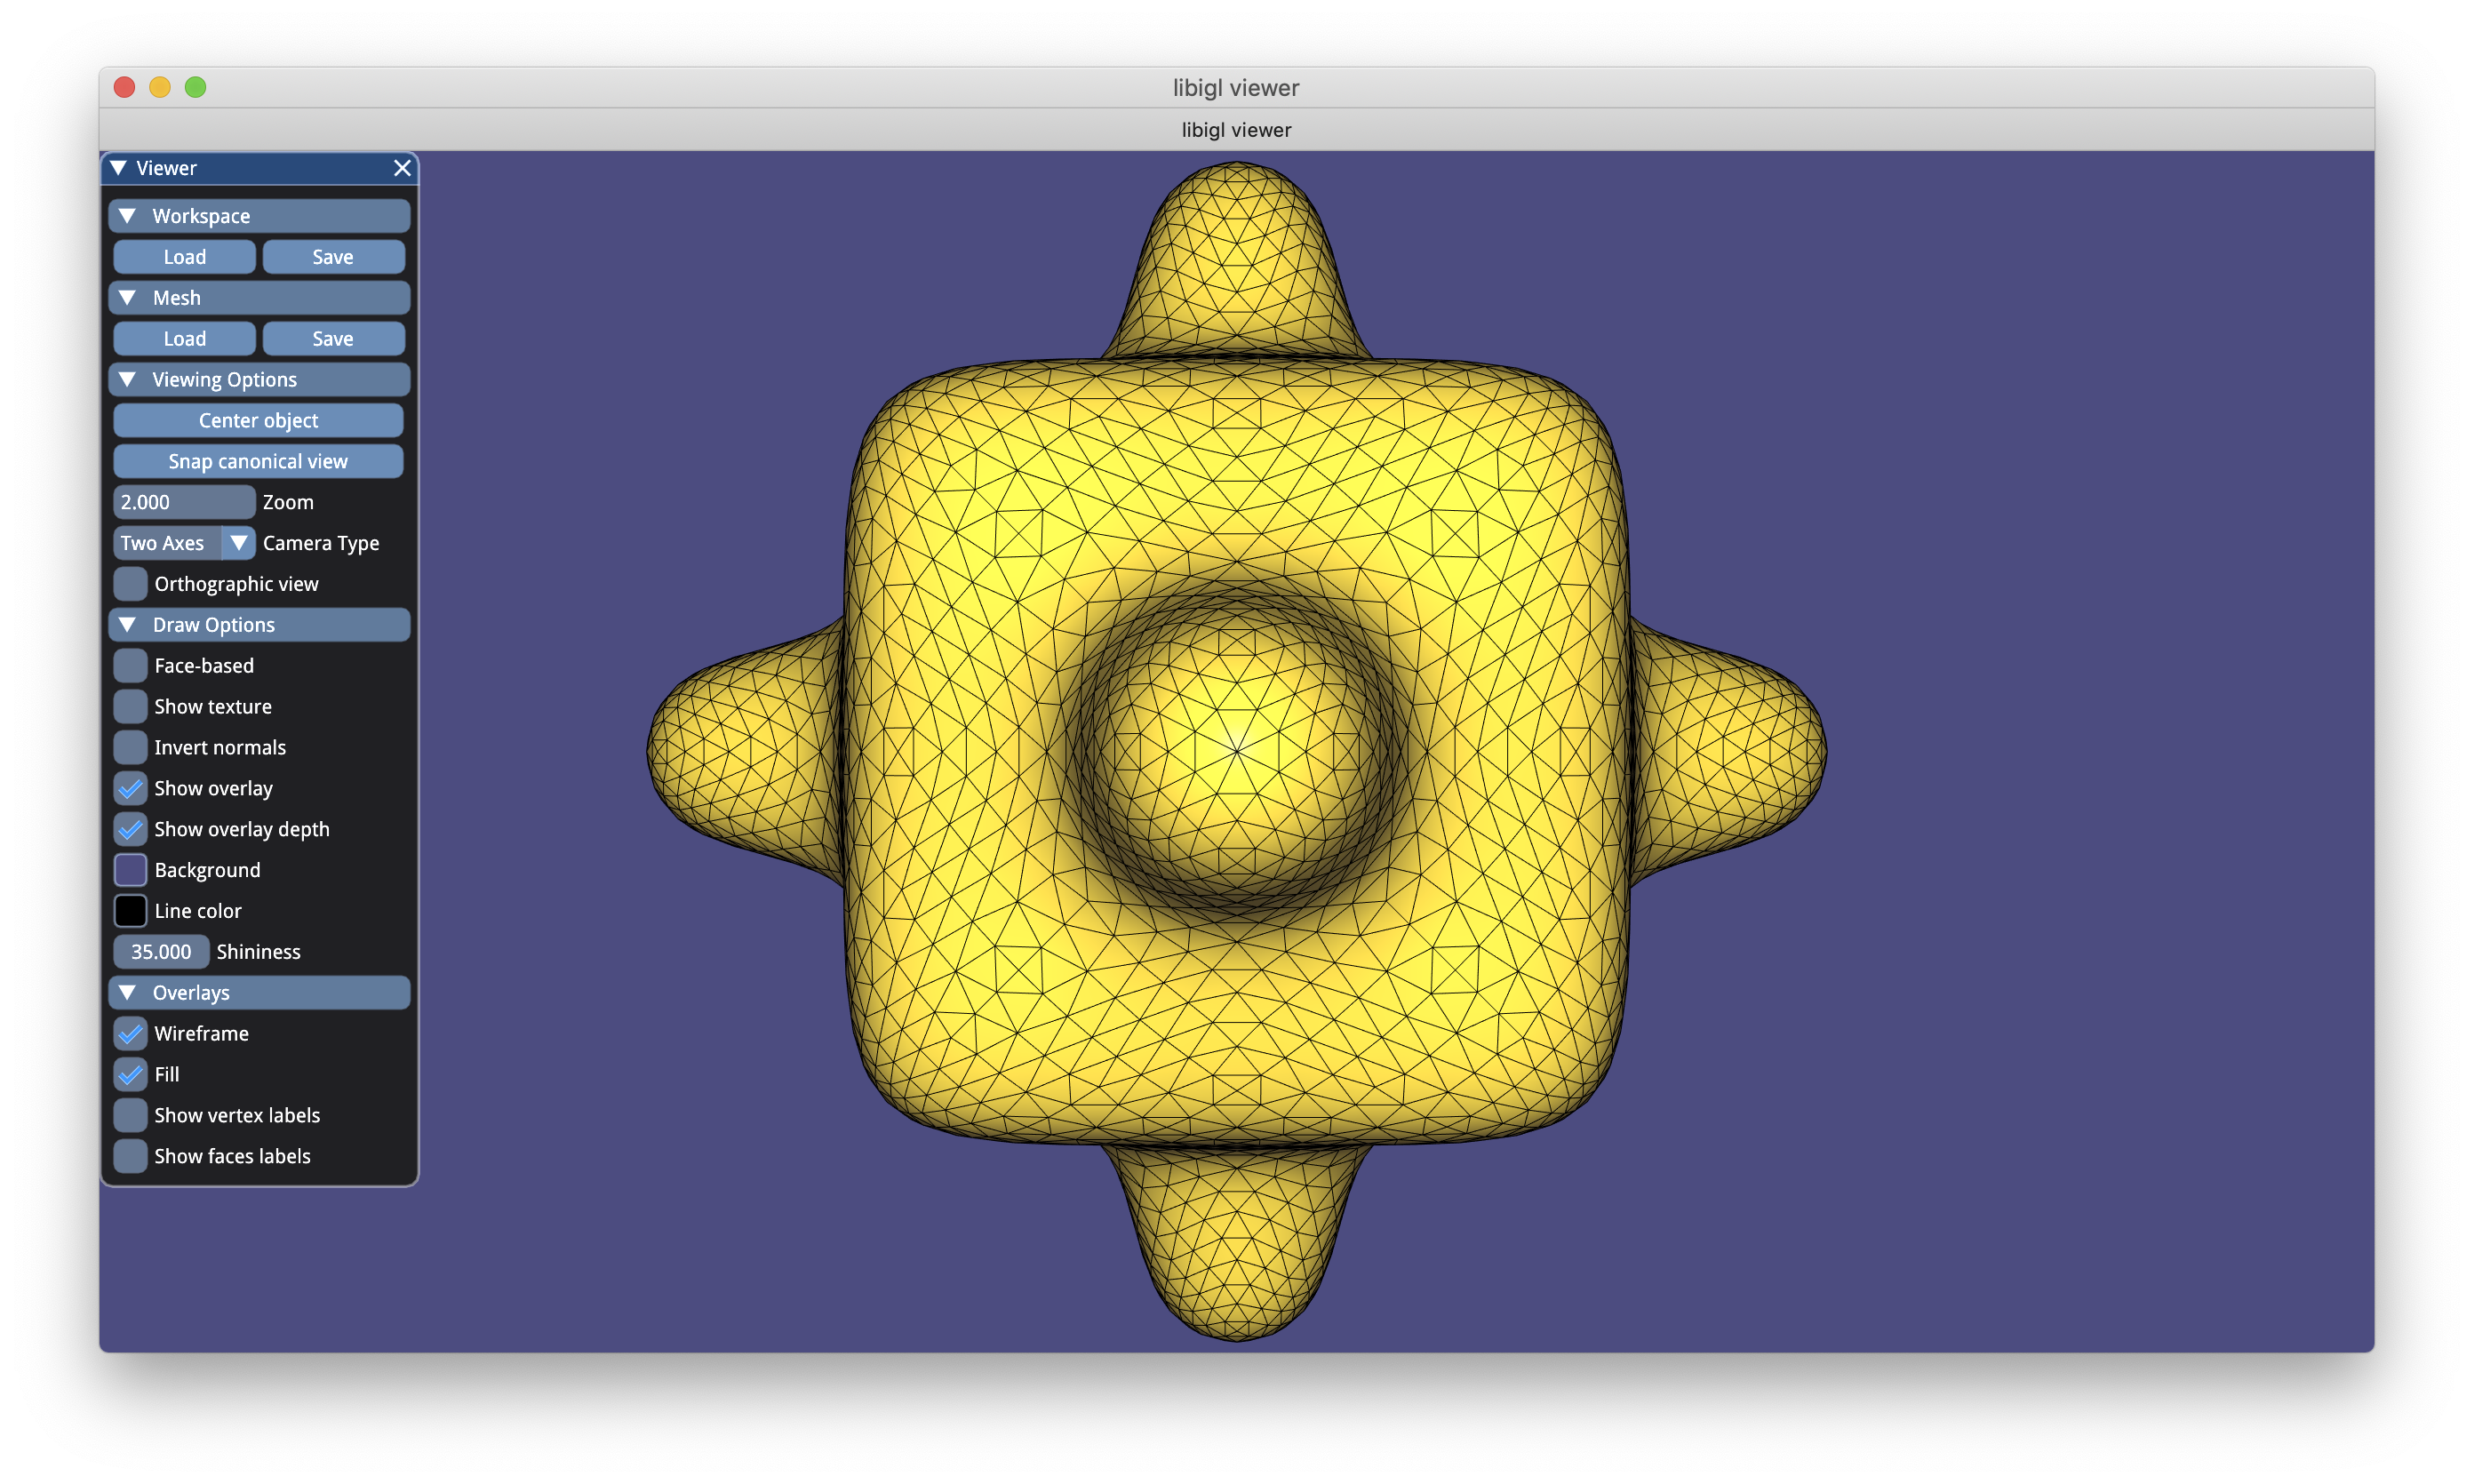 libigl viewer
libigl viewer
Viewer
Workspace
Load Save
Mesh
Load Save
Viewing Options
Center object
Snap canonical view
2.000 Zoom
Two Axes Camera Type
Orthographic view
Draw Options
Face-based
Show texture
Invert normals
Show overlay
Show overlay depth
Background
Line color
35.000 Shininess
Overlays
Wireframe
Fill
Show vertex labels
Show faces labels